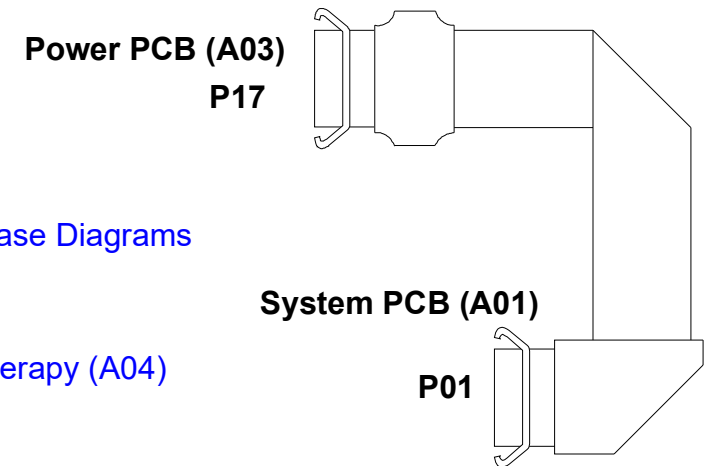 Power PCB (A03)
P17
ase Diagrams
System PCB (A01)
erapy (A04)
P01